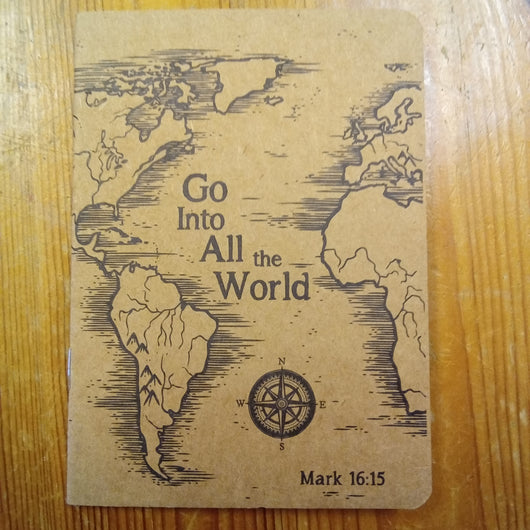 Go
Into
All the
World
N
W E
S
Mark 16:15